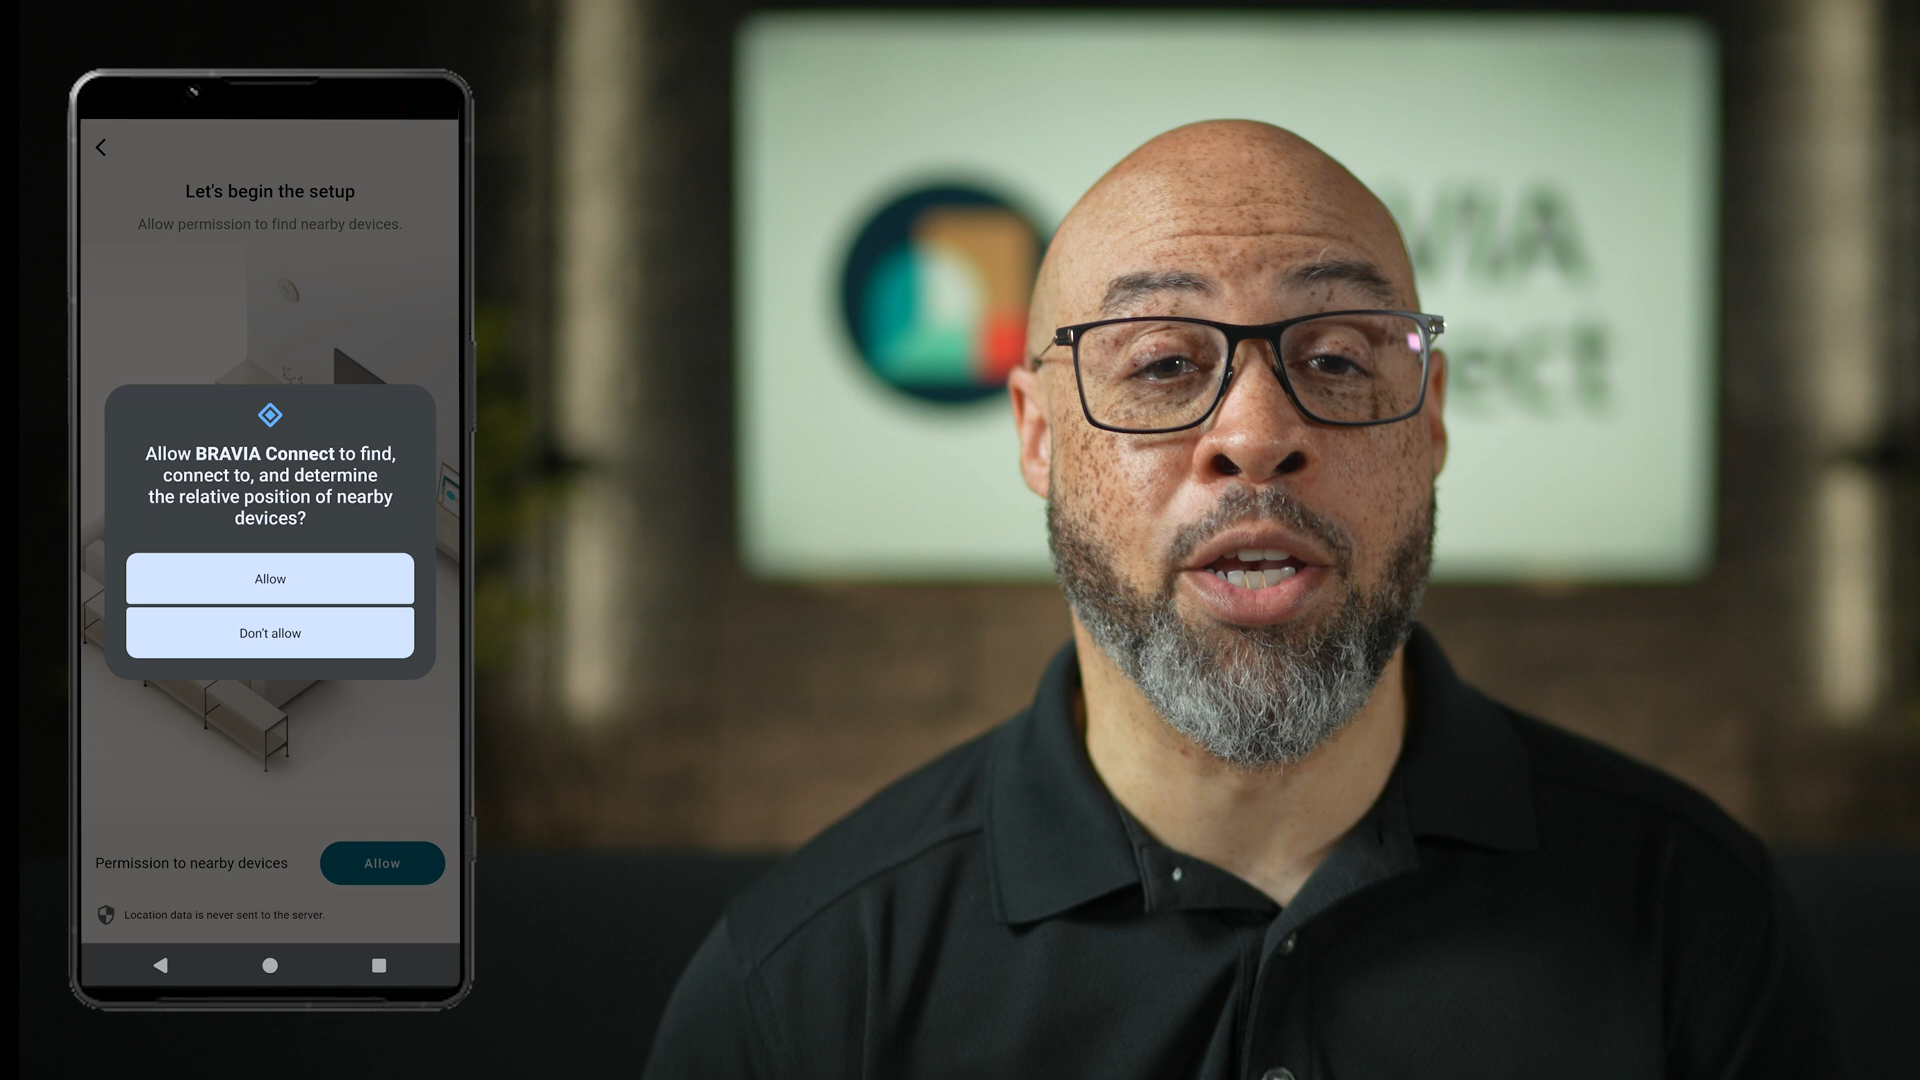 Let's begin the setup
Allow permission to find nearby devices.
Allow BRAVIA Connect to find,
connect to, and determine
the relative position of nearby
devices?
Allow
Don't allow
Permission to nearby devices
Allow
Location data is never sent to the server.